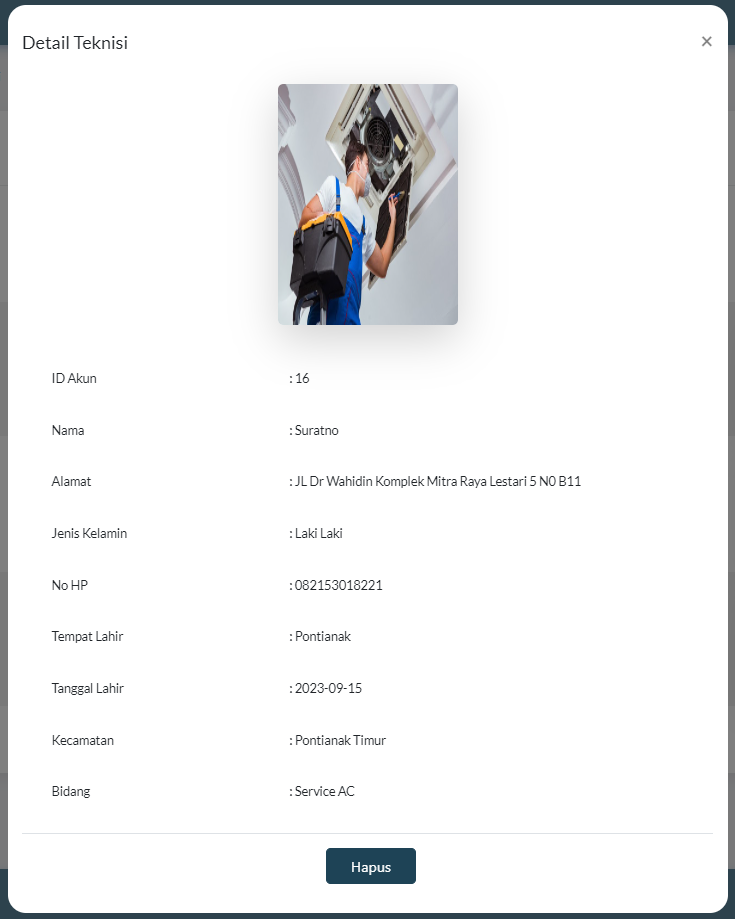 Detail Teknisi ×
ID Akun : 16
Nama : Suratno
Alamat : JL Dr Wahidin Komplek Mitra Raya Lestari 5 N0 B11
Jenis Kelamin : Laki Laki
No HP : 082153018221
Tempat Lahir : Pontianak
Tanggal Lahir : 2023-09-15
Kecamatan : Pontianak Timur
Bidang : Service AC
Hapus